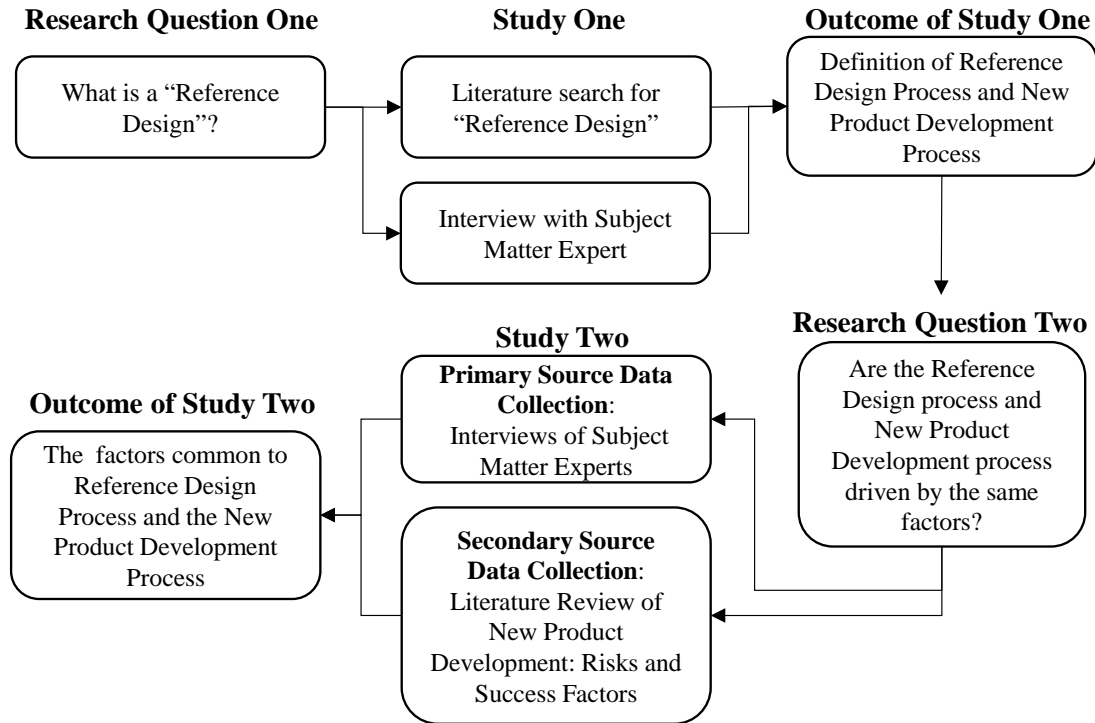 Research Question One
What is a “Reference
Design”?
Study One
Literature search for
“Reference Design”
Interview with Subject
Matter Expert
Outcome of Study One
Definition of Reference
Design Process and New
Product Development
Process
Research Question Two
Are the Reference
Design process and
New Product
Development process
driven by the same
factors?
Study Two
Primary Source Data
Collection:
Interviews of Subject
Matter Experts
Secondary Source
Data Collection:
Literature Review of
New Product
Development: Risks and
Success Factors
Outcome of Study Two
The factors common to
Reference Design
Process and the New
Product Development
Process